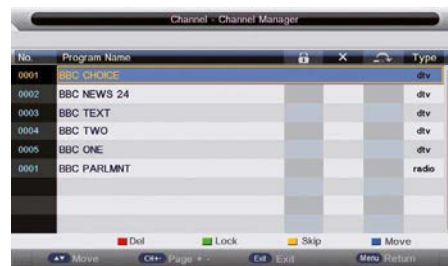 Channel - Channel Manager
No. Program Name Type
0001 BBC CHOICE dtv
0002 BBC NEWS 24 dtv
0003 BBC TEXT dtv
0004 BBC TWO dtv
0005 BBC ONE dtv
0001 BBC PARLMNT radio
Del Lock Skip Move
Move CH+- Page + - Exit Exit Menu Return